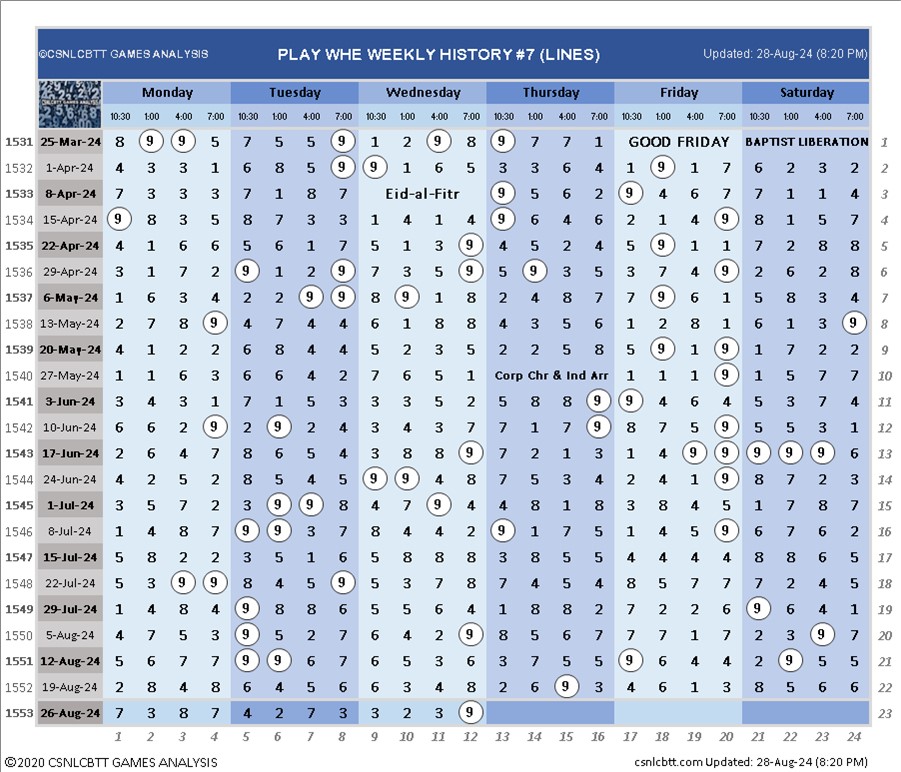 ©CSNLCBTT GAMES ANALYSIS PLAY WHE WEEKLY HISTORY #7 (LINES) Updated: 28-Aug-24 (8:20 PM)
Monday Tuesday Wednesday Thursday Friday Saturday
10:30 1:00 4:00 7:00 10:30 1:00 4:00 7:00 10:30 1:00 4:00 7:00 10:30 1:00 4:00 7:00 10:30 1:00 4:00 7:00 10:30 1:00 4:00 7:00
1531 25-Mar-24 8 9 9 5 7 5 5 9 1 2 9 8 9 7 7 1 GOOD FRIDAY BAPTIST LIBERATION 1
1532 1-Apr-24 4 3 3 1 6 8 5 9 9 1 6 5 3 3 6 4 1 9 1 7 6 2 3 2 2
1533 8-Apr-24 7 3 3 3 7 1 8 7 Eid-al-Fitr 9 5 6 2 9 4 6 7 7 1 1 4 3
1534 15-Apr-24 9 8 3 5 8 7 3 3 1 4 1 4 9 6 4 6 2 1 4 9 8 1 5 7 4
1535 22-Apr-24 4 1 6 6 5 6 1 7 5 1 3 9 4 5 2 4 5 9 1 1 7 2 8 8 5
1536 29-Apr-24 3 1 7 2 9 1 2 9 7 3 5 9 5 9 3 5 3 7 4 9 2 6 2 8 6
1537 6-May-24 1 6 3 4 2 2 9 9 8 9 1 8 2 4 8 7 7 9 6 1 5 8 3 4 7
1538 13-May-24 2 7 8 9 4 7 4 4 6 1 8 8 4 3 5 6 1 2 8 1 6 1 3 9 8
1539 20-May-24 4 1 2 2 6 8 4 4 5 2 3 5 2 2 5 8 5 9 1 9 1 7 2 2 9
1540 27-May-24 1 1 6 3 6 6 4 2 7 6 5 1 Corp Chr & Ind Arr 1 1 1 9 1 5 7 7 10
1541 3-Jun-24 3 4 3 1 7 1 5 3 3 3 5 2 5 8 8 9 9 4 6 4 5 3 7 4 11
1542 10-Jun-24 6 6 2 9 2 9 2 4 3 4 3 7 7 1 7 9 8 7 5 9 5 5 3 1 12
1543 17-Jun-24 2 6 4 7 8 6 5 4 3 8 8 9 7 2 1 3 1 4 9 9 9 9 9 6 13
1544 24-Jun-24 4 2 5 2 8 5 4 5 9 9 4 8 7 5 3 4 2 4 1 9 8 7 2 3 14
1545 1-Jul-24 3 5 7 2 3 9 9 8 4 7 9 4 4 8 1 8 3 8 4 5 1 7 8 7 15
1546 8-Jul-24 1 4 8 7 9 9 3 7 8 4 4 2 9 1 7 5 1 4 5 9 6 7 6 2 16
1547 15-Jul-24 5 8 2 2 3 5 1 6 5 8 8 8 3 8 5 5 4 4 4 4 8 8 6 5 17
1548 22-Jul-24 5 3 9 9 8 4 5 9 5 3 7 8 7 4 5 4 8 5 7 7 7 2 4 5 18
1549 29-Jul-24 1 4 8 4 9 8 8 6 5 5 6 4 1 8 8 2 7 2 2 6 9 6 4 1 19
1550 5-Aug-24 4 7 5 3 9 5 2 7 6 4 2 9 8 5 6 7 7 7 1 7 2 3 9 7 20
1551 12-Aug-24 5 6 7 7 9 9 6 7 6 5 3 6 3 7 5 5 9 6 4 4 2 9 5 5 21
1552 19-Aug-24 2 8 4 8 6 4 5 6 6 3 4 8 2 6 9 3 4 6 1 3 8 5 6 6 22
1553 26-Aug-24 7 3 8 7 4 2 7 3 3 2 3 9 23
1 2 3 4 5 6 7 8 9 10 11 12 13 14 15 16 17 18 19 20 21 22 23 24
©2020 CSNLCBTT GAMES ANALYSIS csnlcbtt.com Updated: 28-Aug-24 (8:20 PM)